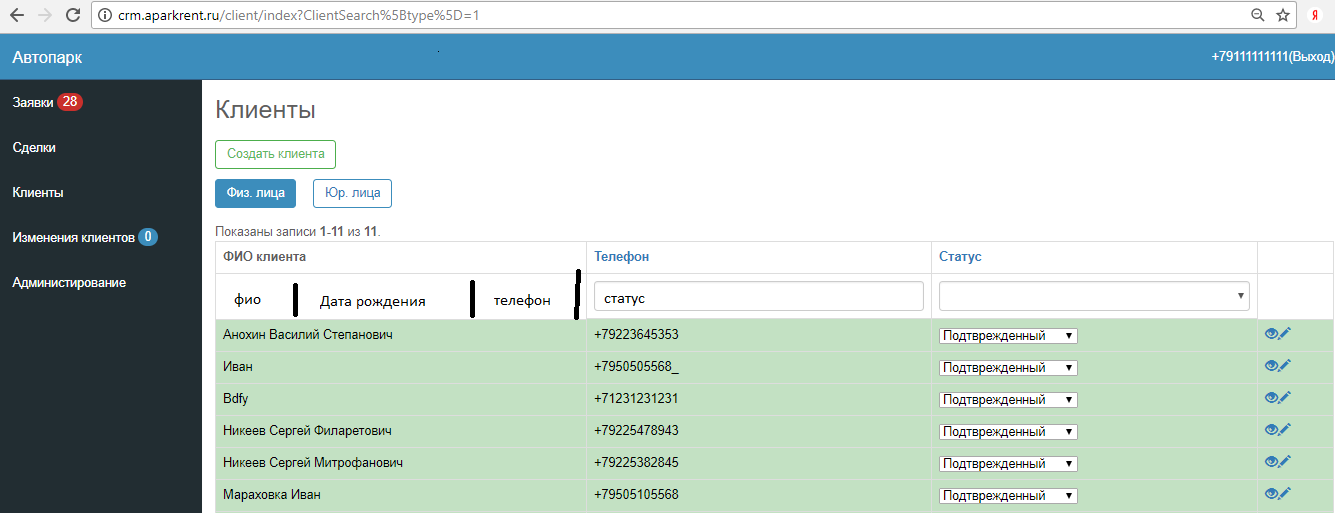 crm.aparkrent.ru/client/index?ClientSearch%5Btype%5D=1
Я
Автопарк
+79111111111(Выход)
Заявки 28
Сделки
Клиенты
Изменения клиентов 0
Администирование
Клиенты
Создать клиента
Физ. лица Юр. лица
Показаны записи 1-11 из 11.
ФИО клиента Телефон Статус
фио Дата рождения телефон статус
Анохин Василий Степанович +79223645353 Подтвержденный
Иван +7950505568_ Подтвержденный
Bdfy +71231231231 Подтвержденный
Никеев Сергей Филаретович +79225478943 Подтвержденный
Никеев Сергей Митрофанович +79225382845 Подтвержденный
Мараховка Иван +79505105568 Подтвержденный